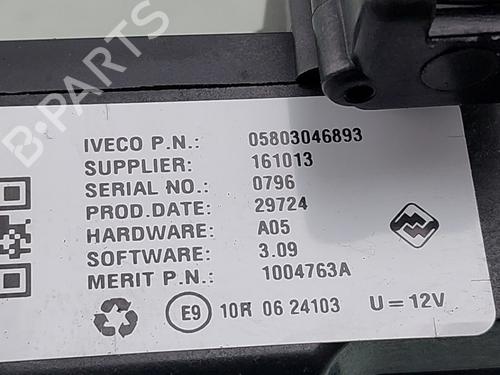 B-PARTS
IVECO P.N.: 05803046893
SUPPLIER: 161013
SERIAL NO.: 0796
PROD.DATE: 29724
HARDWARE: A05
SOFTWARE: 3.09
MERIT P.N.: 1004763A
E9 10R 06 24103 U=12V